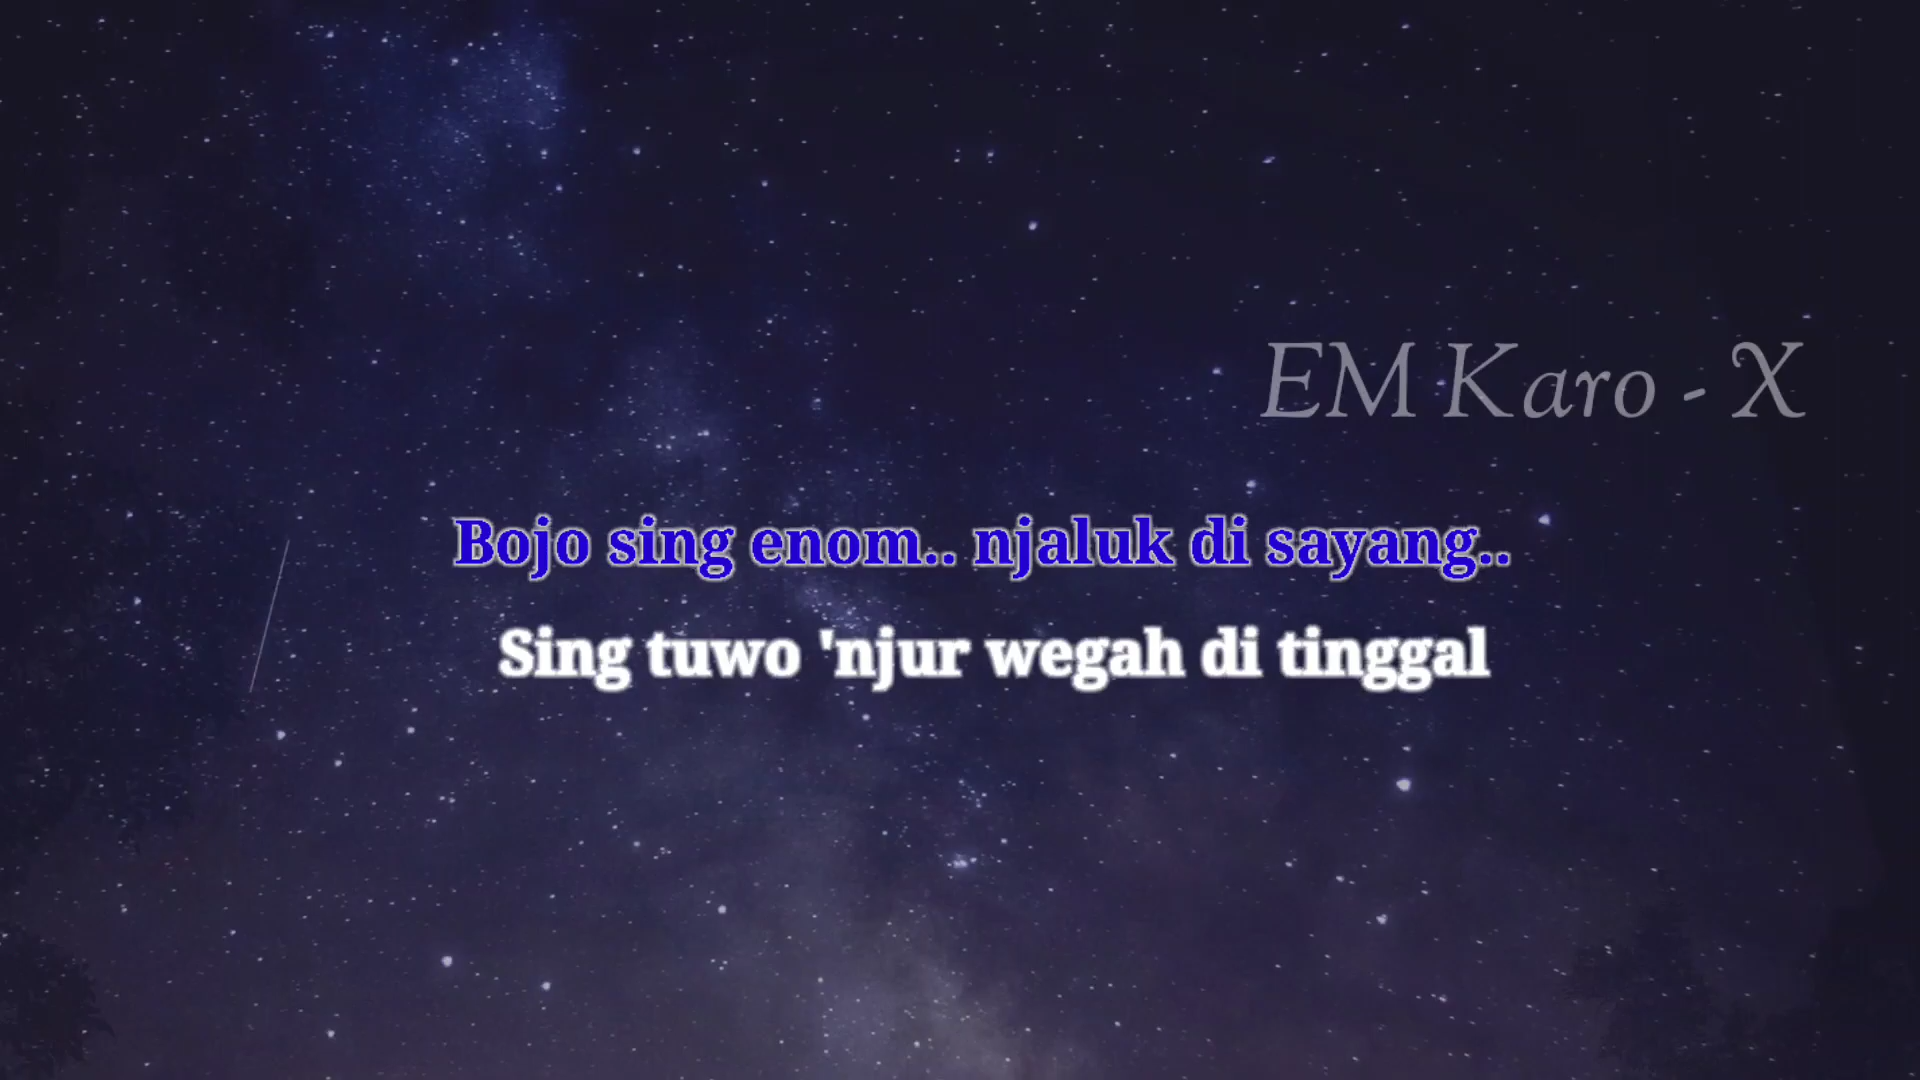 EM Karo - X
Bojo sing enom.. njaluk di sayang..
Sing tuwo 'njur wegah di tinggal